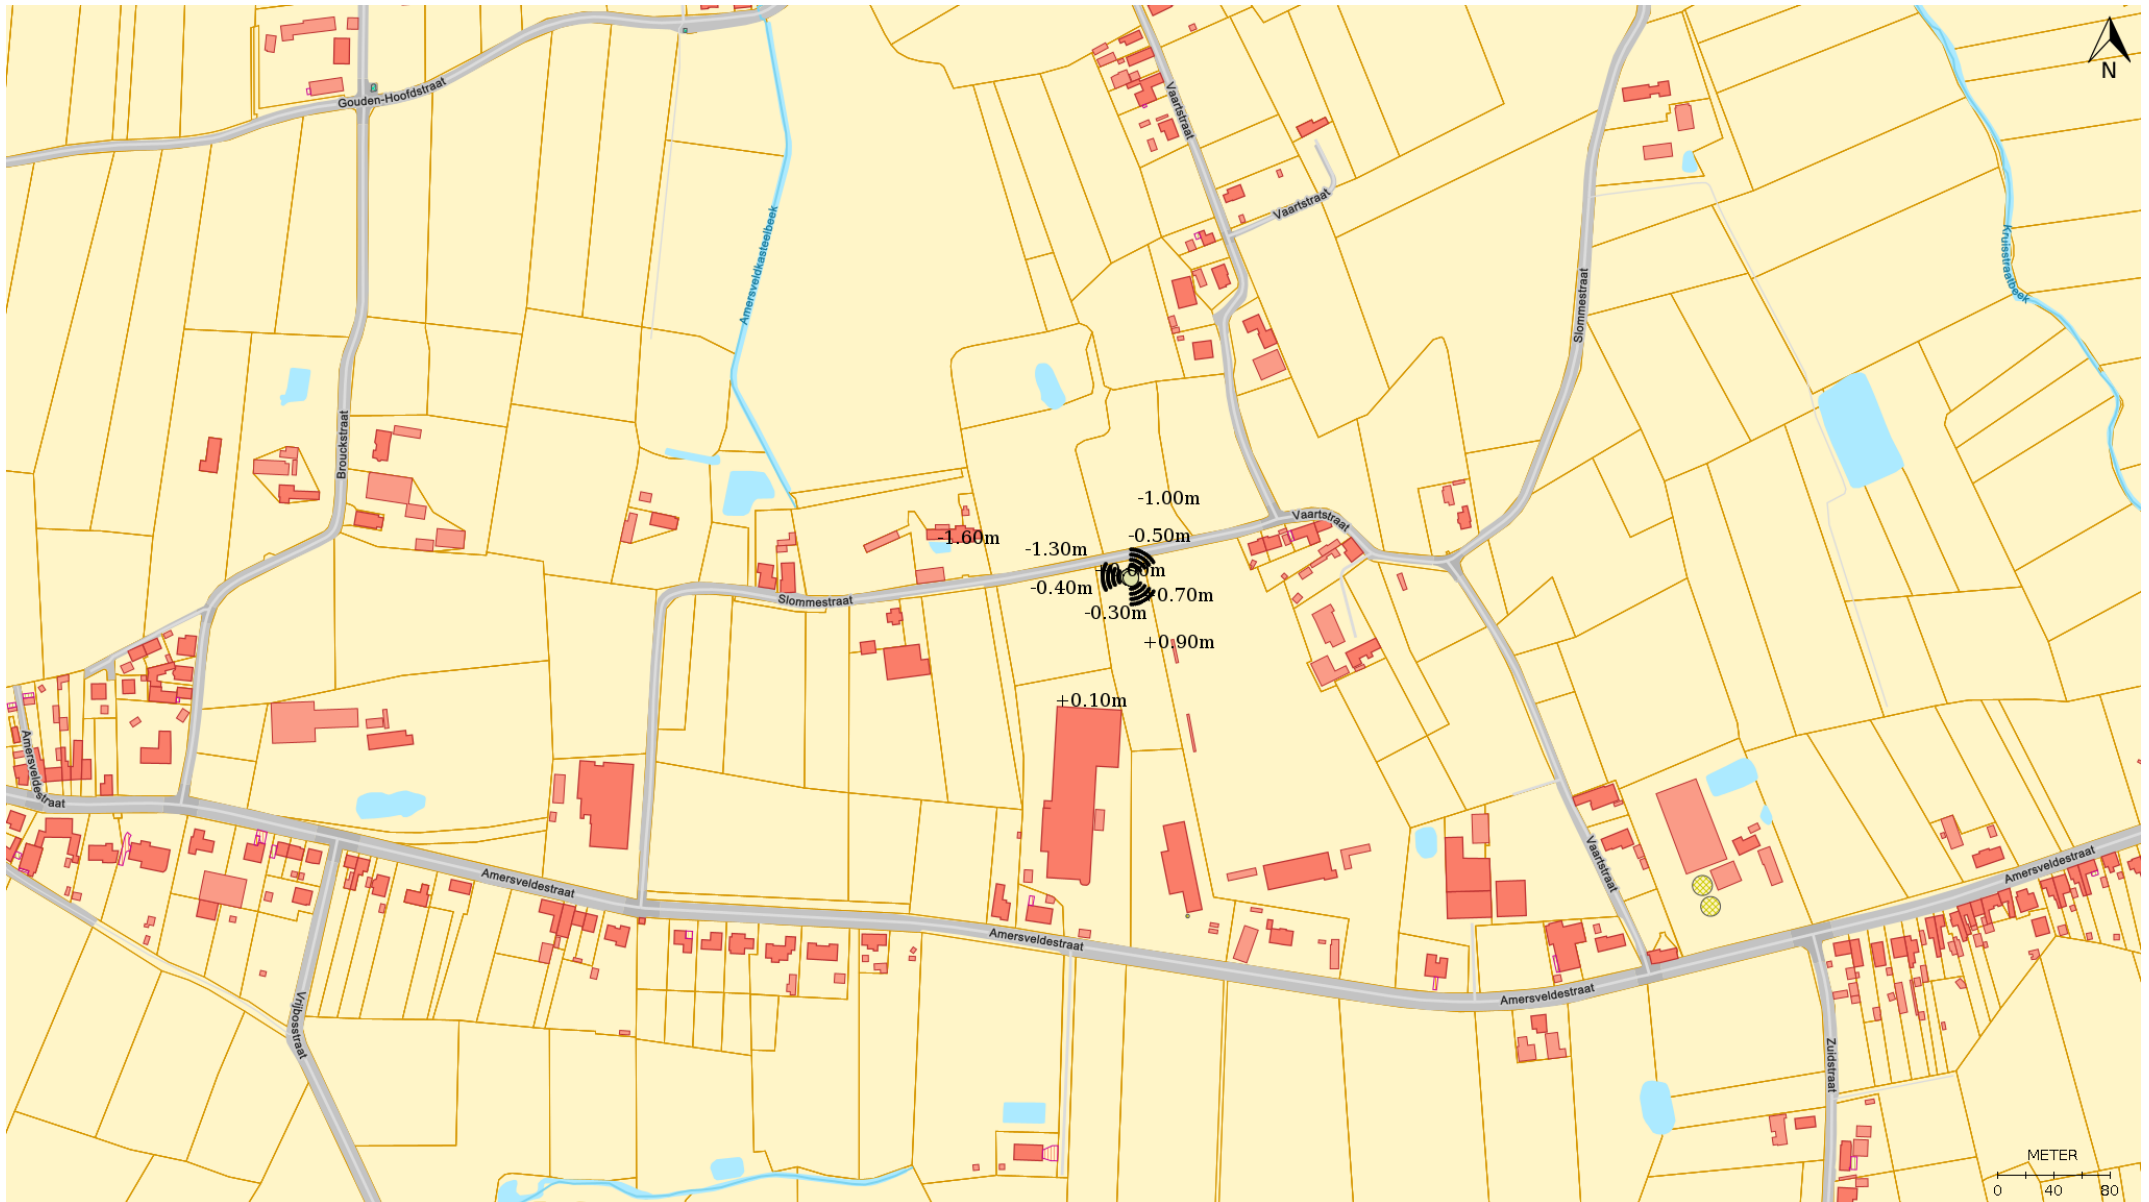 N
Gouden-Hoofdstraat
Vaartstraat
Vaartstraat
Amersveldkasteelbeek
Kruisstraatbeek
Slommestraat
Brouckstraat
-1.00m
Vaartstraat
-1.60m
-0.50m
-1.30m
-0.40m
+0.70m
Slommestraat
-0.30m
+0.90m
+0.10m
Amersveldestraat
Amersveldestraat
Vaartstraat
Amersveldestraat
Amersveldestraat
Amersveldestraat
Vrijbosstraat
Zuidstraat
METER
0 40 80